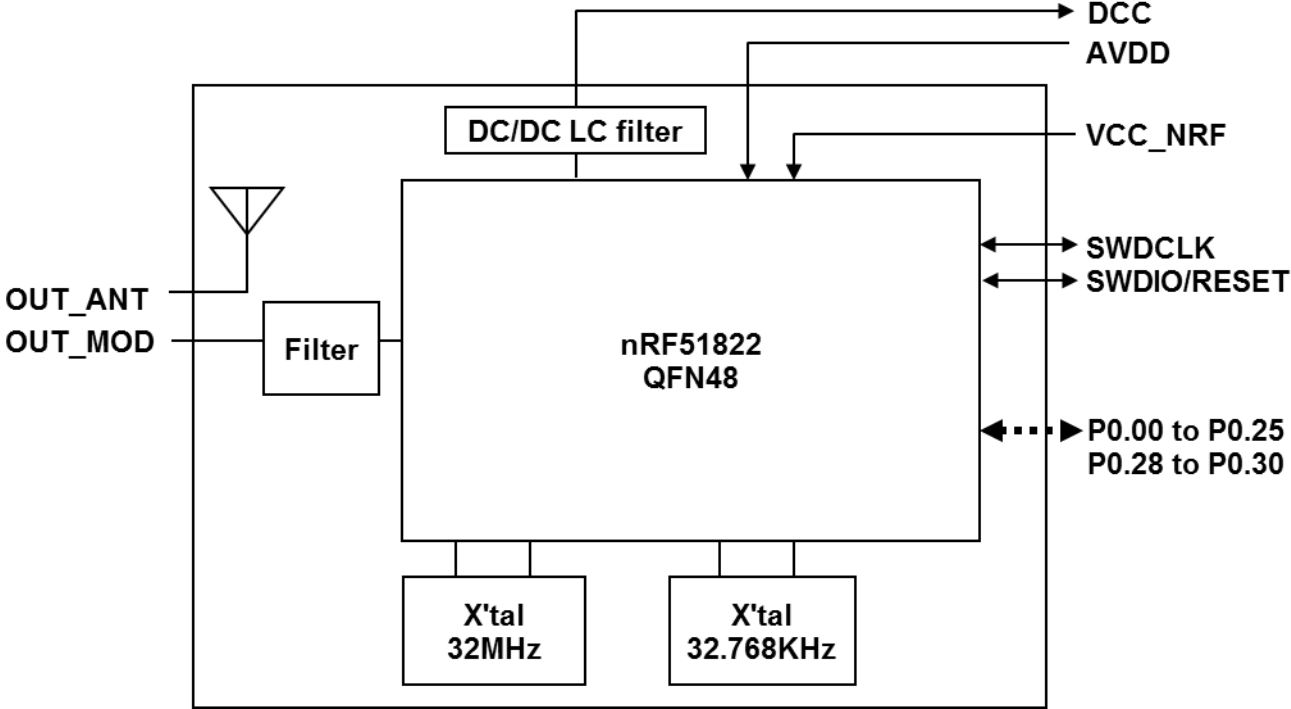 DCC
AVDD
DC/DC LC filter
VCC_NRF
SWDCLK
SWDIO/RESET
OUT_ANT
OUT_MOD
Filter
nRF51822
QFN48
P0.00 to P0.25
P0.28 to P0.30
X'tal
32MHz
X'tal
32.768KHz